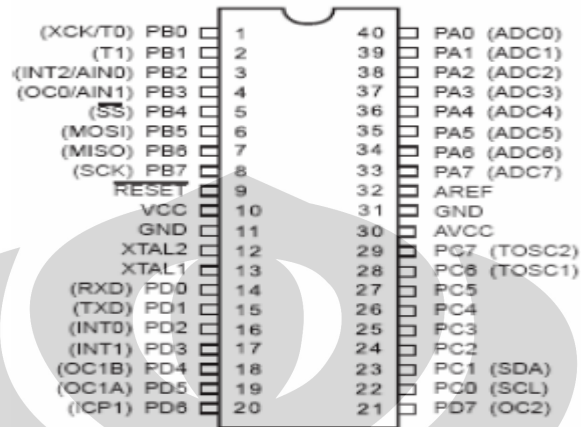 (XCK/T0) PB0 1 40 PA0 (ADC0)
(T1) PB1 2 39 PA1 (ADC1)
(INT2/AIN0) PB2 3 38 PA2 (ADC2)
(OC0/AIN1) PB3 4 37 PA3 (ADC3)
(SS) PB4 5 36 PA4 (ADC4)
(MOSI) PB5 6 35 PA5 (ADC5)
(MISO) PB6 7 34 PA6 (ADC6)
(SCK) PB7 8 33 PA7 (ADC7)
RESET 9 32 AREF
VCC 10 31 GND
GND 11 30 AVCC
XTAL2 12 29 PC7 (TOSC2)
XTAL1 13 28 PC6 (TOSC1)
(RXD) PD0 14 27 PC5
(TXD) PD1 15 26 PC4
(INT0) PD2 16 25 PC3
(INT1) PD3 17 24 PC2
(OC1B) PD4 18 23 PC1 (SDA)
(OC1A) PD5 19 22 PC0 (SCL)
(ICP1) PD6 20 21 PD7 (OC2)